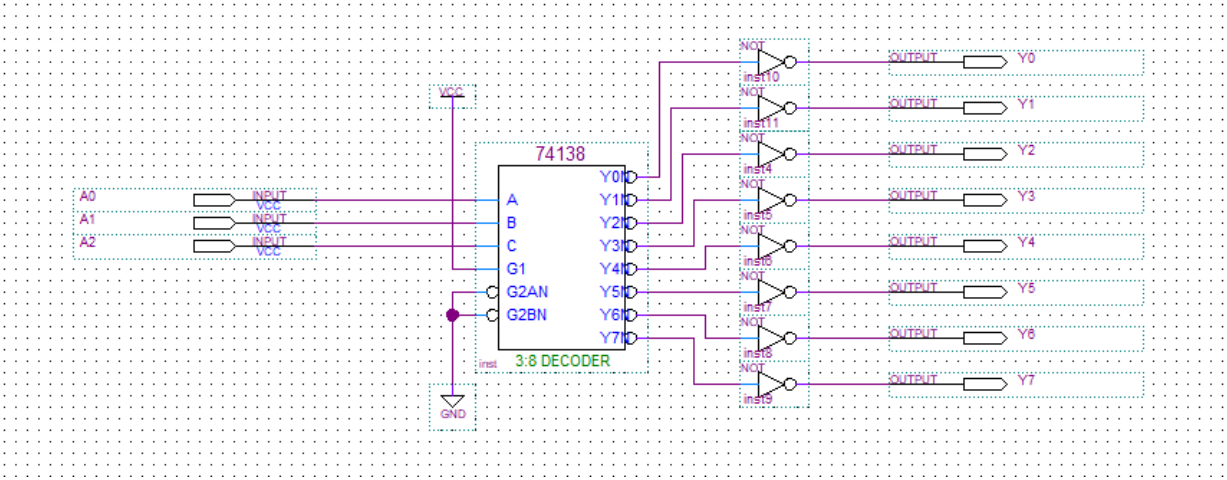 NOT
OUTPUT Y0
inst10
VCC
NOT
OUTPUT Y1
inst11
NOT
74138
OUTPUT Y2
inst4
Y0N
NOT
A0 INPUT VCC
A Y1N
OUTPUT Y3
inst5
A1 INPUT VCC
B Y2N
NOT
A2 INPUT VCC
C Y3N
OUTPUT Y4
inst6
G1 Y4N
NOT
G2AN Y5N
OUTPUT Y5
inst7
G2BN Y6N
NOT
Y7N
OUTPUT Y6
inst8
inst 3:8 DECODER
NOT
OUTPUT Y7
inst9
GND